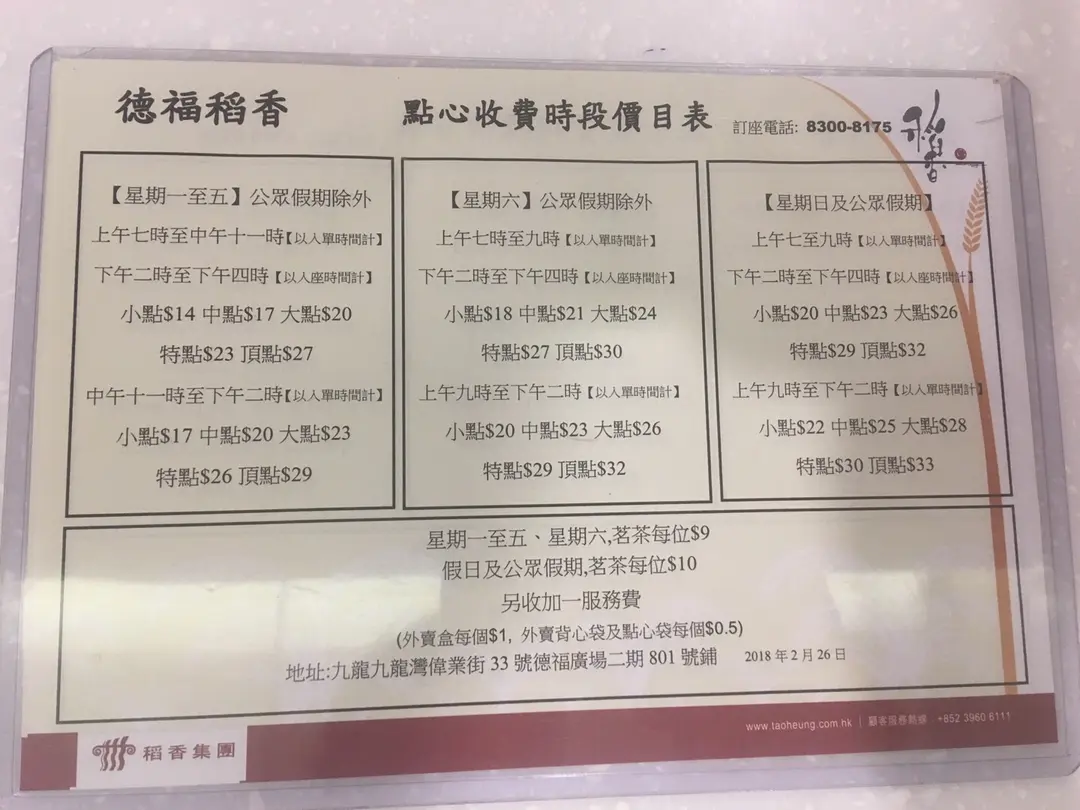 德福稻香
點心收費時段價目表
訂座電話: 8300-8175
稻香
【星期一至五】公眾假期除外
上午七時至中午十一時【以入單時間計】
下午二時至下午四時【以入座時間計】
小點$14 中點$17 大點$20
特點$23 頂點$27
中午十一時至下午二時【以入單時間計】
小點$17 中點$20 大點$23
特點$26 頂點$29
【星期六】公眾假期除外
上午七時至九時【以入單時間計】
下午二時至下午四時【以入座時間計】
小點$18 中點$21 大點$24
特點$27 頂點$30
上午九時至下午二時【以入單時間計】
小點$20 中點$23 大點$26
特點$29 頂點$32
【星期日及公眾假期】
上午七至九時【以入單時間計】
下午二時至下午四時【以入座時間計】
小點$20 中點$23 大點$26
特點$29 頂點$32
上午九時至下午二時【以入單時間計】
小點$22 中點$25 大點$28
特點$30 頂點$33
星期一至五、星期六,茗茶每位$9
假日及公眾假期,茗茶每位$10
另收加一服務費
(外賣盒每個$1, 外賣背心袋及點心袋每個$0.5)
地址:九龍九龍灣偉業街 33 號德福廣場二期 801 號鋪
2018 年 2 月 26 日
www.taoheung.com.hk | 顧客服務熱線 : +852 3960 6111
稻香集團